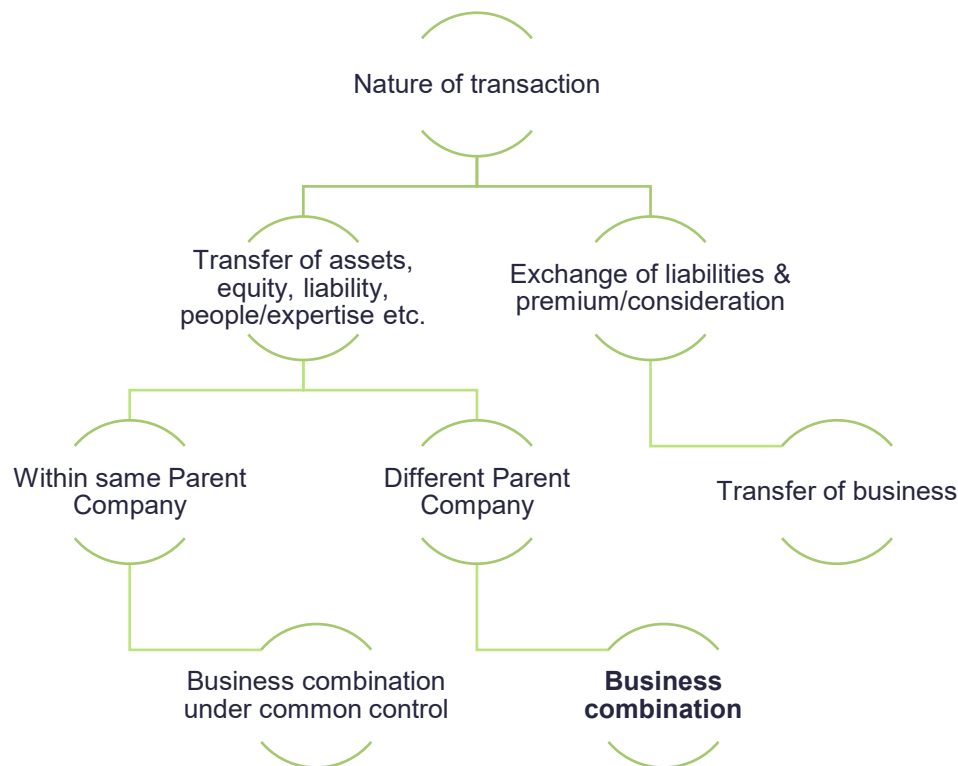 Nature of transaction
Transfer of assets,
equity, liability,
people/expertise etc.
Exchange of liabilities &
premium/consideration
Within same Parent
Company
Different Parent
Company
Transfer of business
Business combination
under common control
Business
combination